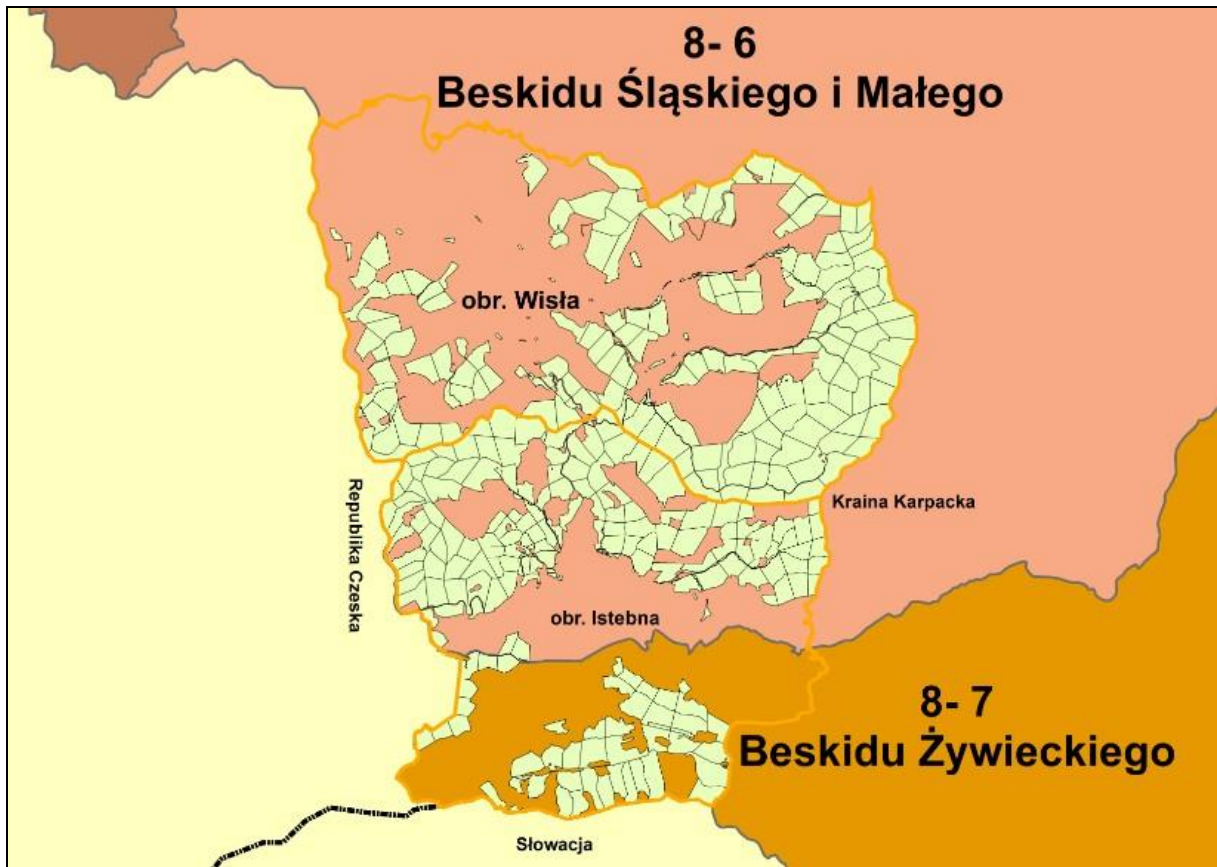 8- 6
Beskidu Śląskiego i Małego
obr. Wisła
Kraina Karpacka
Republika Czeska
obr. Istebna
8- 7
Beskidu Żywieckiego
Słowacja